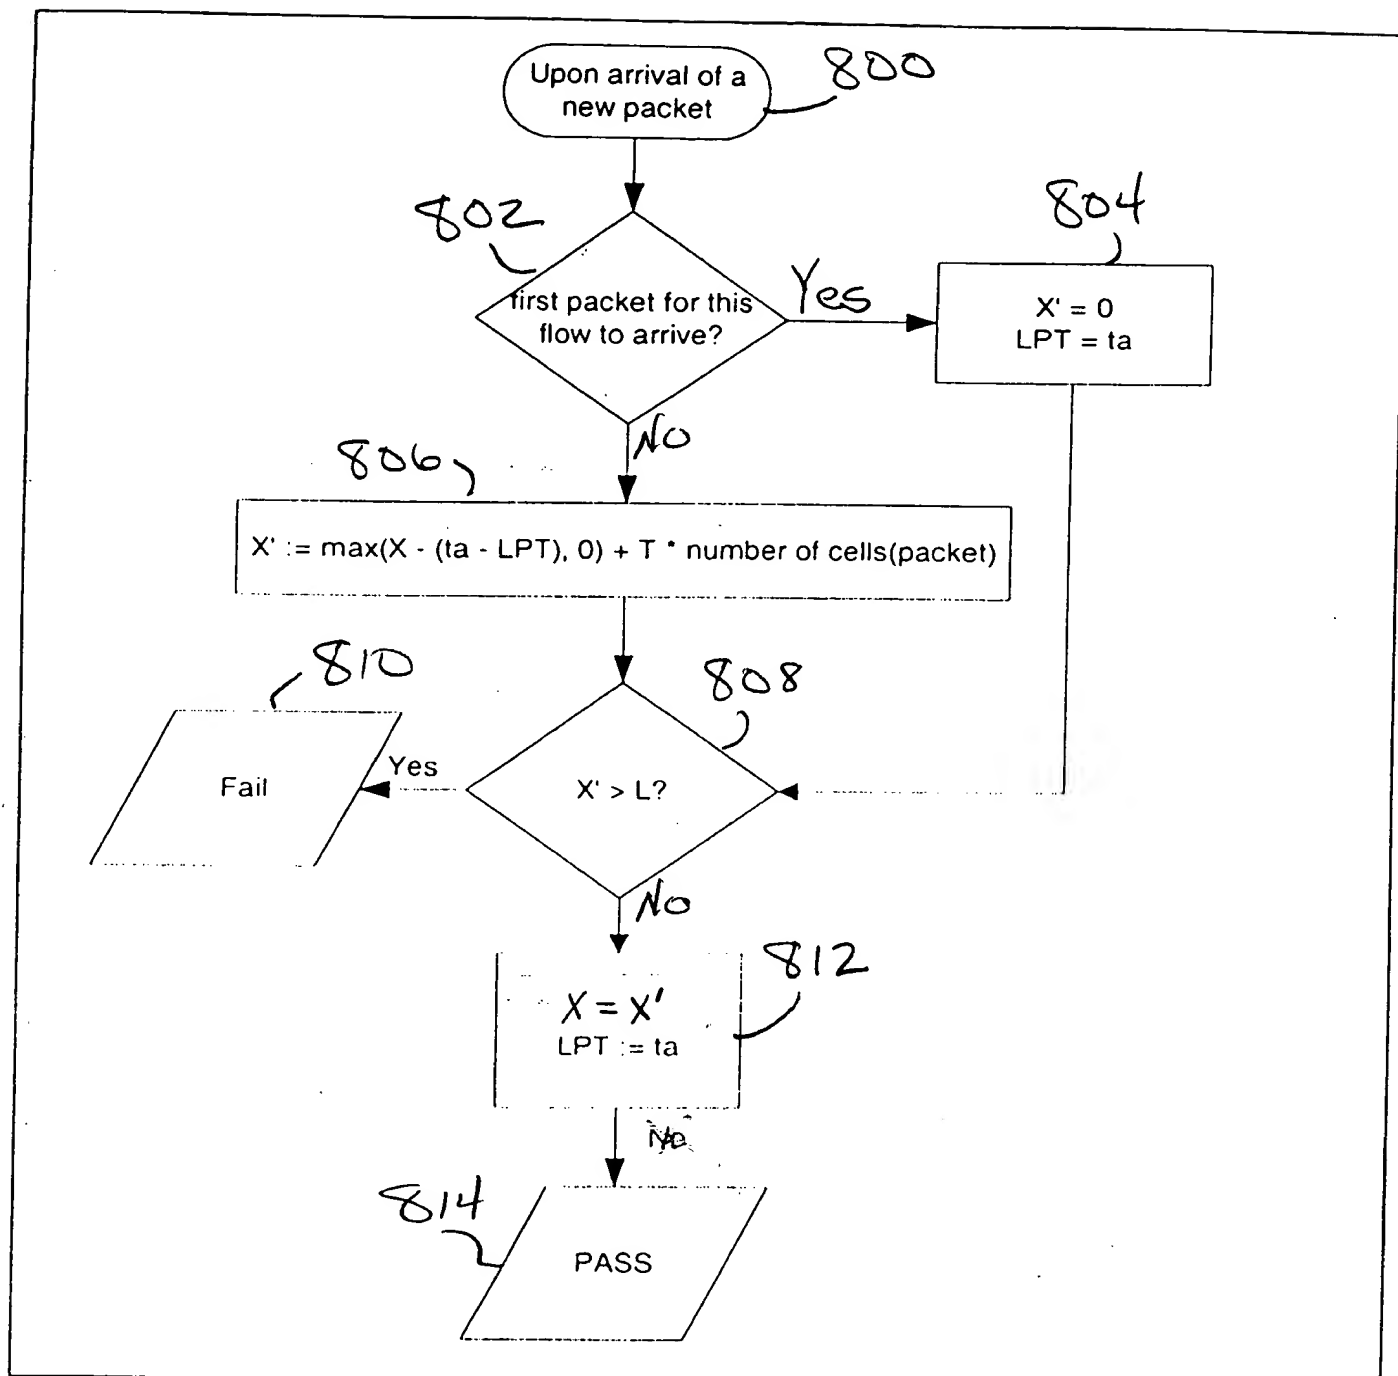 Upon arrival of a
new packet
800
802
804
first packet for this
flow to arrive?
Yes
X' = 0
LPT = ta
No
806
X' := max(X - (ta - LPT), 0) + T * number of cells(packet)
810
808
Fail
Yes
X' > L?
No
812
X = X'
LPT := ta
814
PASS